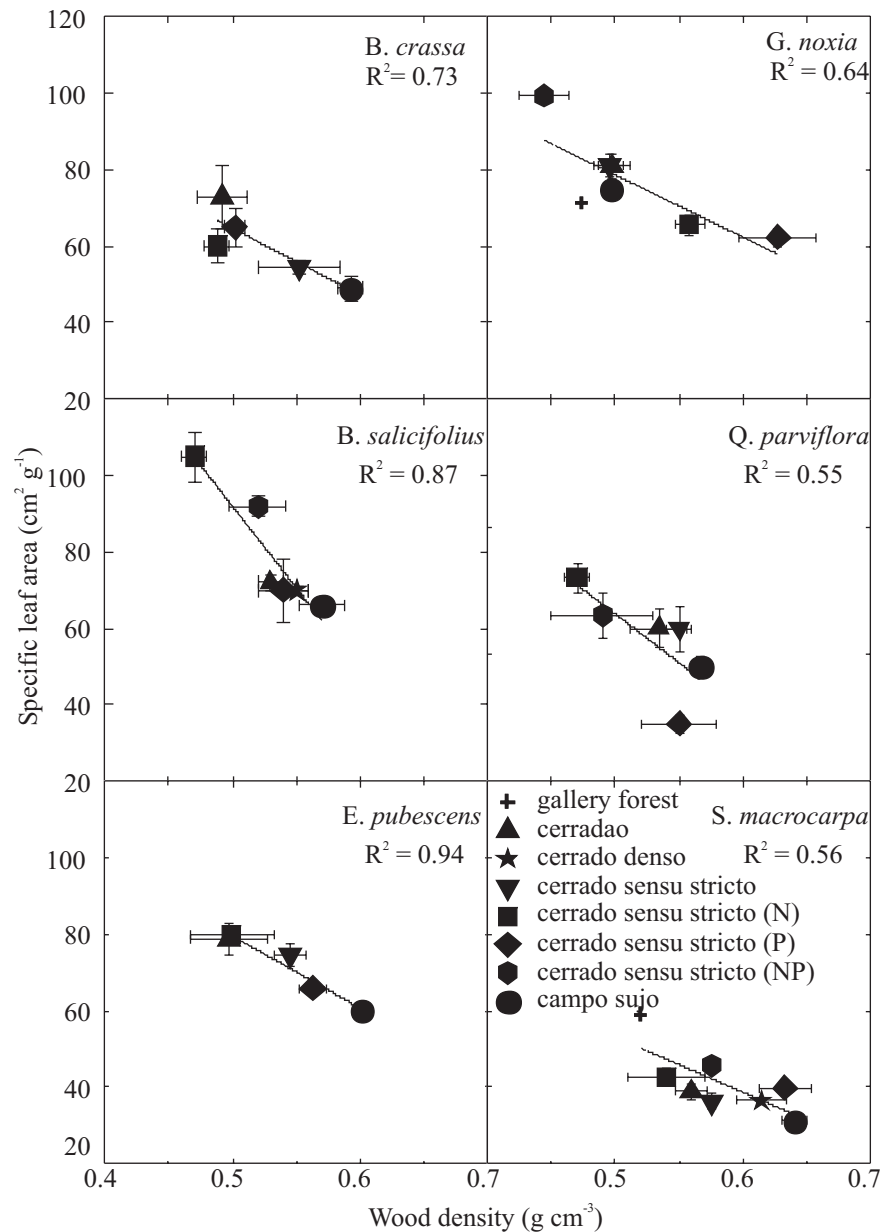 120
100
80
60
40
20
100
80
60
40
20
100
80
60
40
20
Specific leaf area (cm² g⁻¹)
B. crassa
R² = 0.73
G. noxia
R² = 0.64
B. salicifolius
R² = 0.87
Q. parviflora
R² = 0.55
E. pubescens
R² = 0.94
gallery forest
cerradao
cerrado denso
cerrado sensu stricto
cerrado sensu stricto (N)
cerrado sensu stricto (P)
cerrado sensu stricto (NP)
campo sujo
S. macrocarpa
R² = 0.56
0.4 0.5 0.6 0.7 0.5 0.6 0.7
Wood density (g cm⁻³)